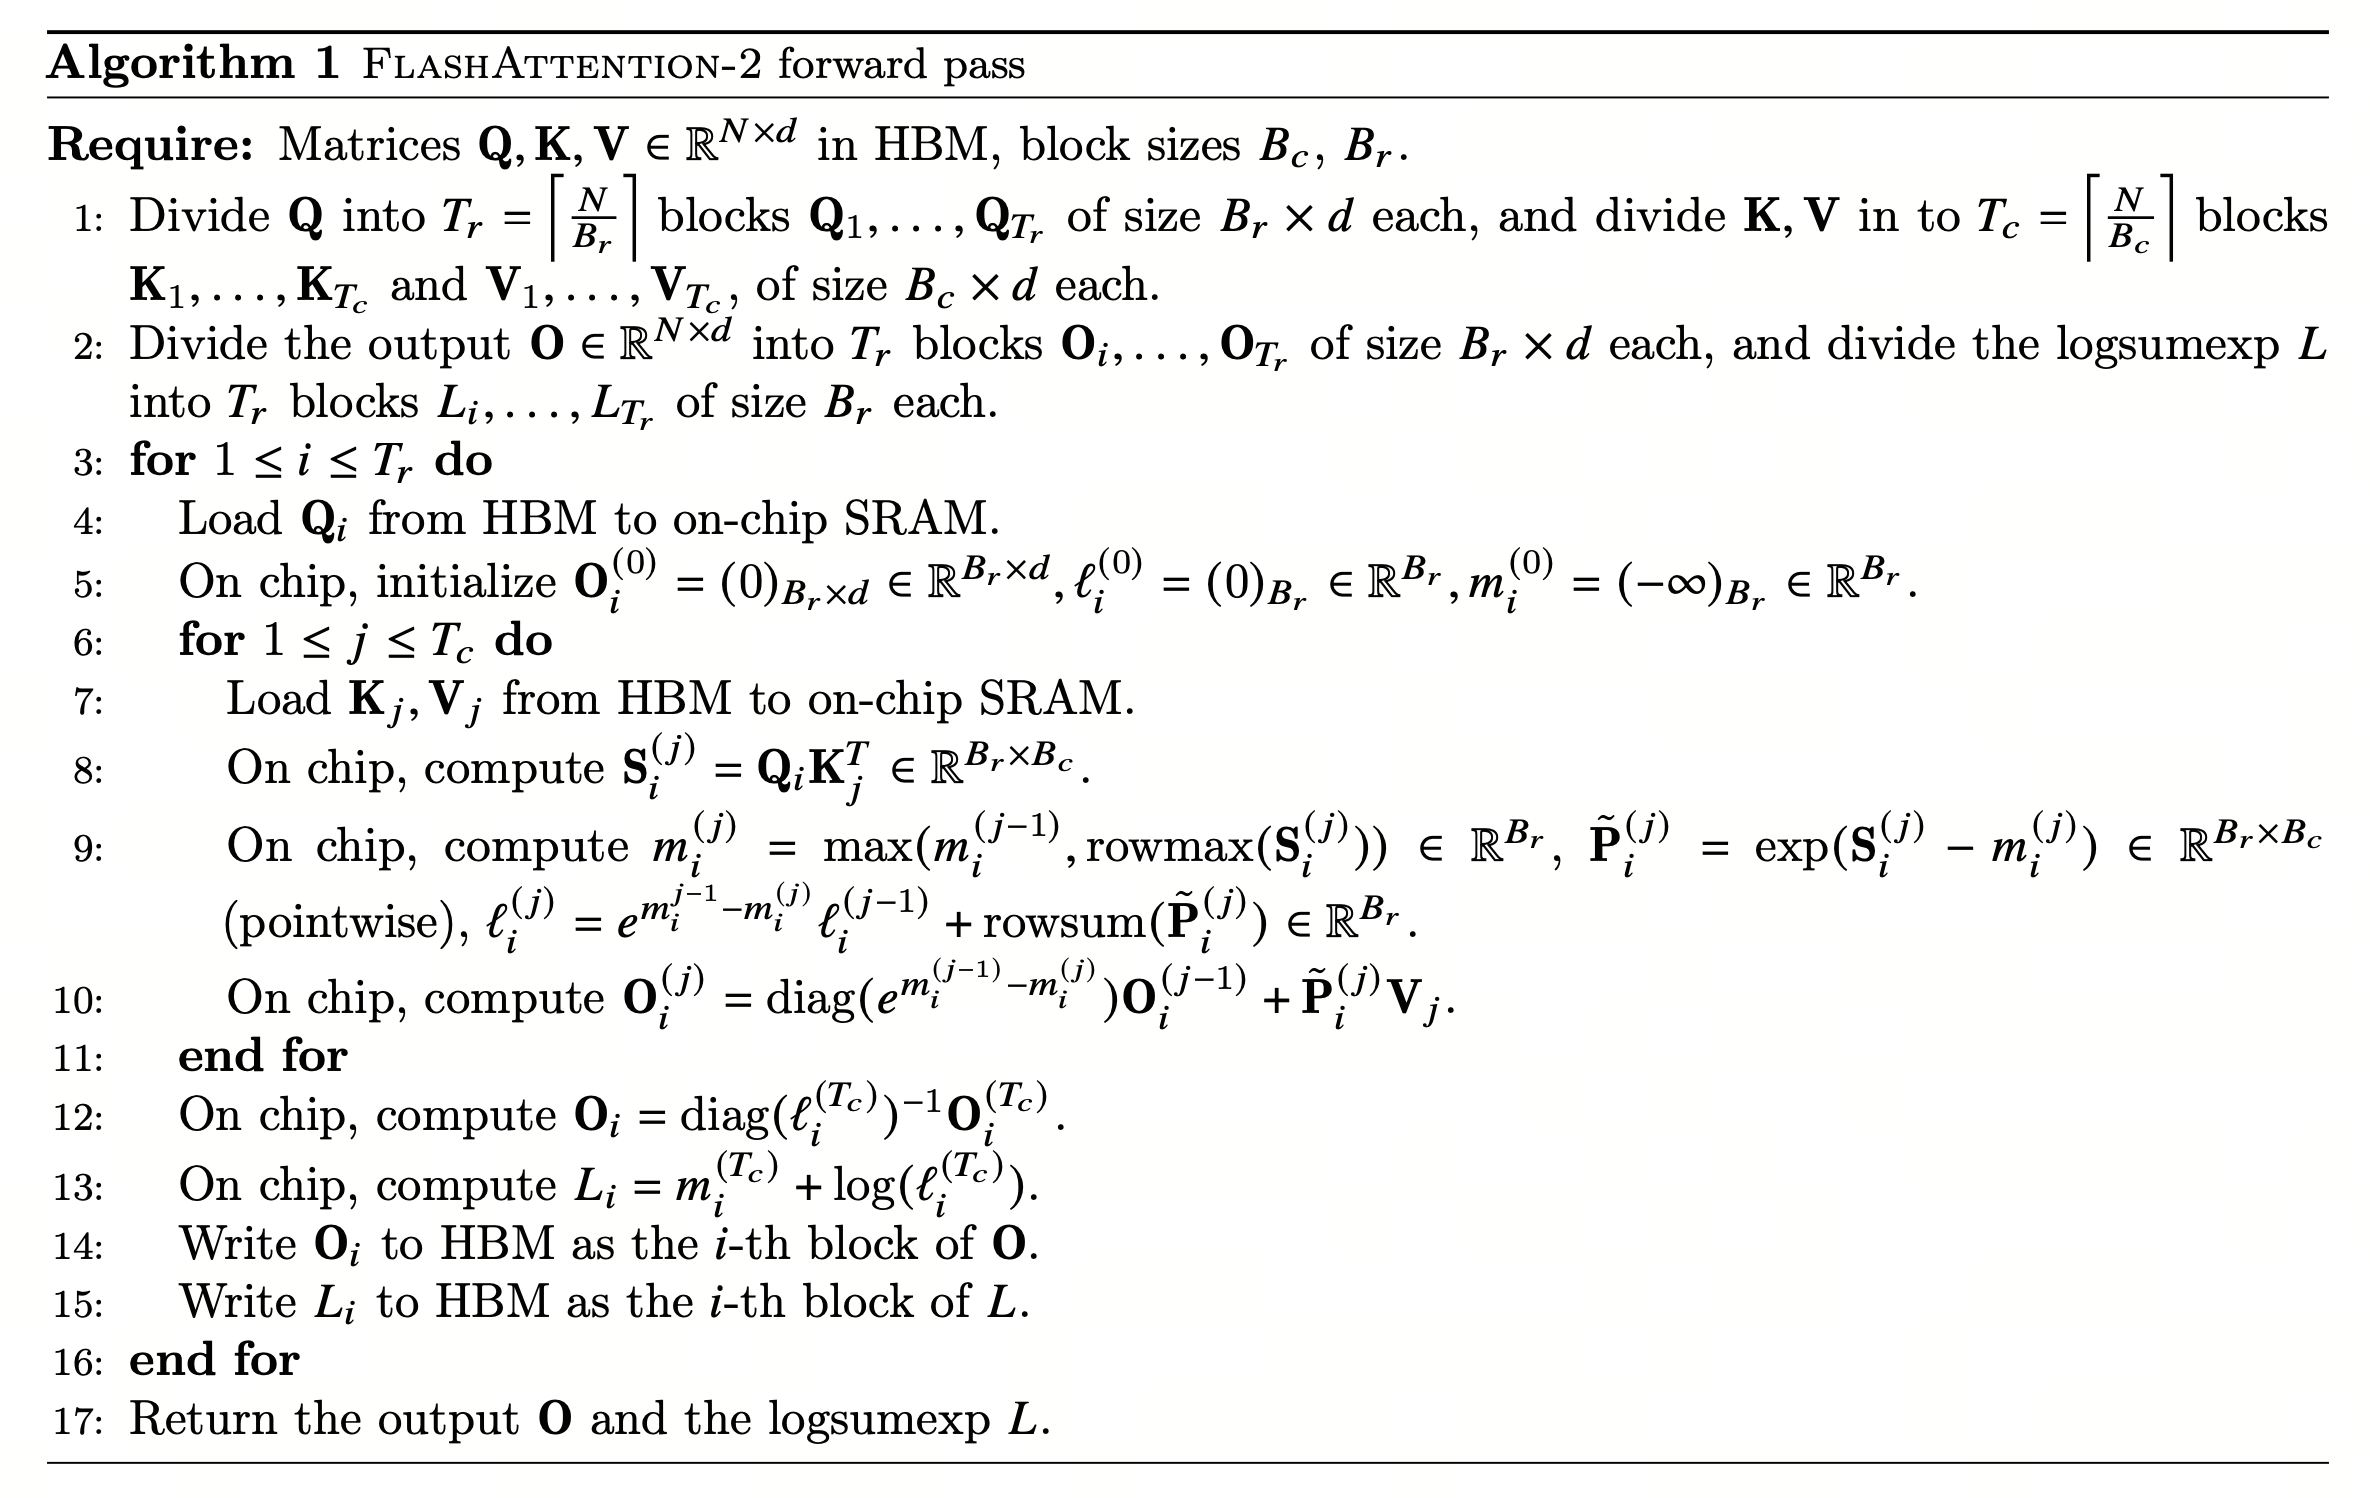 Algorithm 1 FLASHATTENTION-2 forward pass
Require: Matrices $\mathbf{Q}, \mathbf{K}, \mathbf{V} \in \mathbb{R}^{N \times d}$ in HBM, block sizes $B_c$, $B_r$.
1: Divide $\mathbf{Q}$ into $T_r = \left\lceil \frac{N}{B_r} \right\rceil$ blocks $\mathbf{Q}_1, \dots, \mathbf{Q}_{T_r}$ of size $B_r \times d$ each, and divide $\mathbf{K}, \mathbf{V}$ in to $T_c = \left\lceil \frac{N}{B_c} \right\rceil$ blocks
$\mathbf{K}_1, \dots, \mathbf{K}_{T_c}$ and $\mathbf{V}_1, \dots, \mathbf{V}_{T_c}$, of size $B_c \times d$ each.
2: Divide the output $\mathbf{O} \in \mathbb{R}^{N \times d}$ into $T_r$ blocks $\mathbf{O}_i, \dots, \mathbf{O}_{T_r}$ of size $B_r \times d$ each, and divide the logsumexp $L$
into $T_r$ blocks $L_i, \dots, L_{T_r}$ of size $B_r$ each.
3: for $1 \le i \le T_r$ do
4: Load $\mathbf{Q}_i$ from HBM to on-chip SRAM.
5: On chip, initialize $\mathbf{O}_i^{(0)} = (0)_{B_r \times d} \in \mathbb{R}^{B_r \times d}, \ell_i^{(0)} = (0)_{B_r} \in \mathbb{R}^{B_r}, m_i^{(0)} = (-\infty)_{B_r} \in \mathbb{R}^{B_r}$.
6: for $1 \le j \le T_c$ do
7: Load $\mathbf{K}_j, \mathbf{V}_j$ from HBM to on-chip SRAM.
8: On chip, compute $\mathbf{S}_i^{(j)} = \mathbf{Q}_i \mathbf{K}_j^T \in \mathbb{R}^{B_r \times B_c}$.
9: On chip, compute $m_i^{(j)} = \max(m_i^{(j-1)}, \mathrm{rowmax}(\mathbf{S}_i^{(j)})) \in \mathbb{R}^{B_r}$, $\tilde{\mathbf{P}}_i^{(j)} = \exp(\mathbf{S}_i^{(j)} - m_i^{(j)}) \in \mathbb{R}^{B_r \times B_c}$
(pointwise), $\ell_i^{(j)} = e^{m_i^{j-1} - m_i^{(j)}} \ell_i^{(j-1)} + \mathrm{rowsum}(\tilde{\mathbf{P}}_i^{(j)}) \in \mathbb{R}^{B_r}$.
10: On chip, compute $\mathbf{O}_i^{(j)} = \mathrm{diag}(e^{m_i^{(j-1)} - m_i^{(j)}}) \mathbf{O}_i^{(j-1)} + \tilde{\mathbf{P}}_i^{(j)} \mathbf{V}_j$.
11: end for
12: On chip, compute $\mathbf{O}_i = \mathrm{diag}(\ell_i^{(T_c)})^{-1} \mathbf{O}_i^{(T_c)}$.
13: On chip, compute $L_i = m_i^{(T_c)} + \log(\ell_i^{(T_c)})$.
14: Write $\mathbf{O}_i$ to HBM as the $i$-th block of $\mathbf{O}$.
15: Write $L_i$ to HBM as the $i$-th block of $L$.
16: end for
17: Return the output $\mathbf{O}$ and the logsumexp $L$.